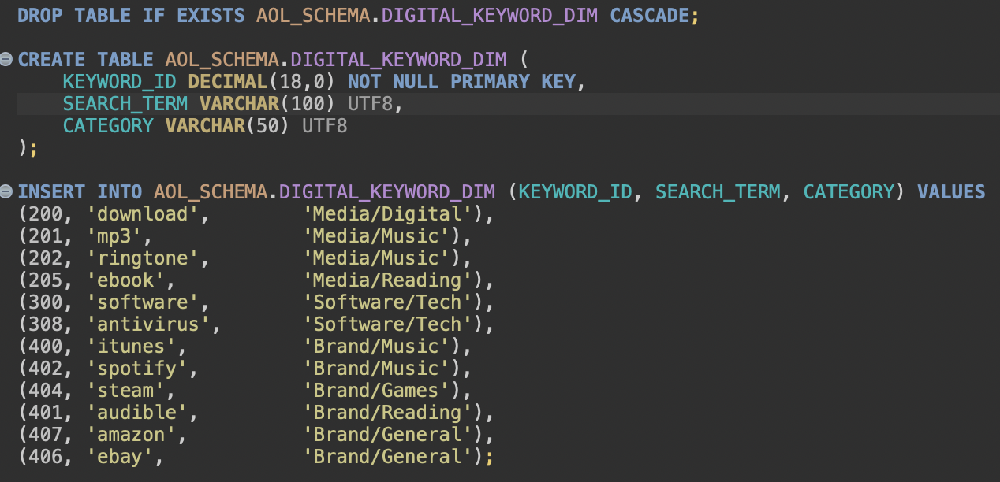 DROP TABLE IF EXISTS AOL_SCHEMA.DIGITAL_KEYWORD_DIM CASCADE;
CREATE TABLE AOL_SCHEMA.DIGITAL_KEYWORD_DIM (
    KEYWORD_ID DECIMAL(18,0) NOT NULL PRIMARY KEY,
    SEARCH_TERM VARCHAR(100) UTF8,
    CATEGORY VARCHAR(50) UTF8
);
INSERT INTO AOL_SCHEMA.DIGITAL_KEYWORD_DIM (KEYWORD_ID, SEARCH_TERM, CATEGORY) VALUES
(200, 'download',        'Media/Digital'),
(201, 'mp3',             'Media/Music'),
(202, 'ringtone',        'Media/Music'),
(205, 'ebook',           'Media/Reading'),
(300, 'software',        'Software/Tech'),
(308, 'antivirus',       'Software/Tech'),
(400, 'itunes',          'Brand/Music'),
(402, 'spotify',         'Brand/Music'),
(404, 'steam',           'Brand/Games'),
(401, 'audible',         'Brand/Reading'),
(407, 'amazon',          'Brand/General'),
(406, 'ebay',            'Brand/General');